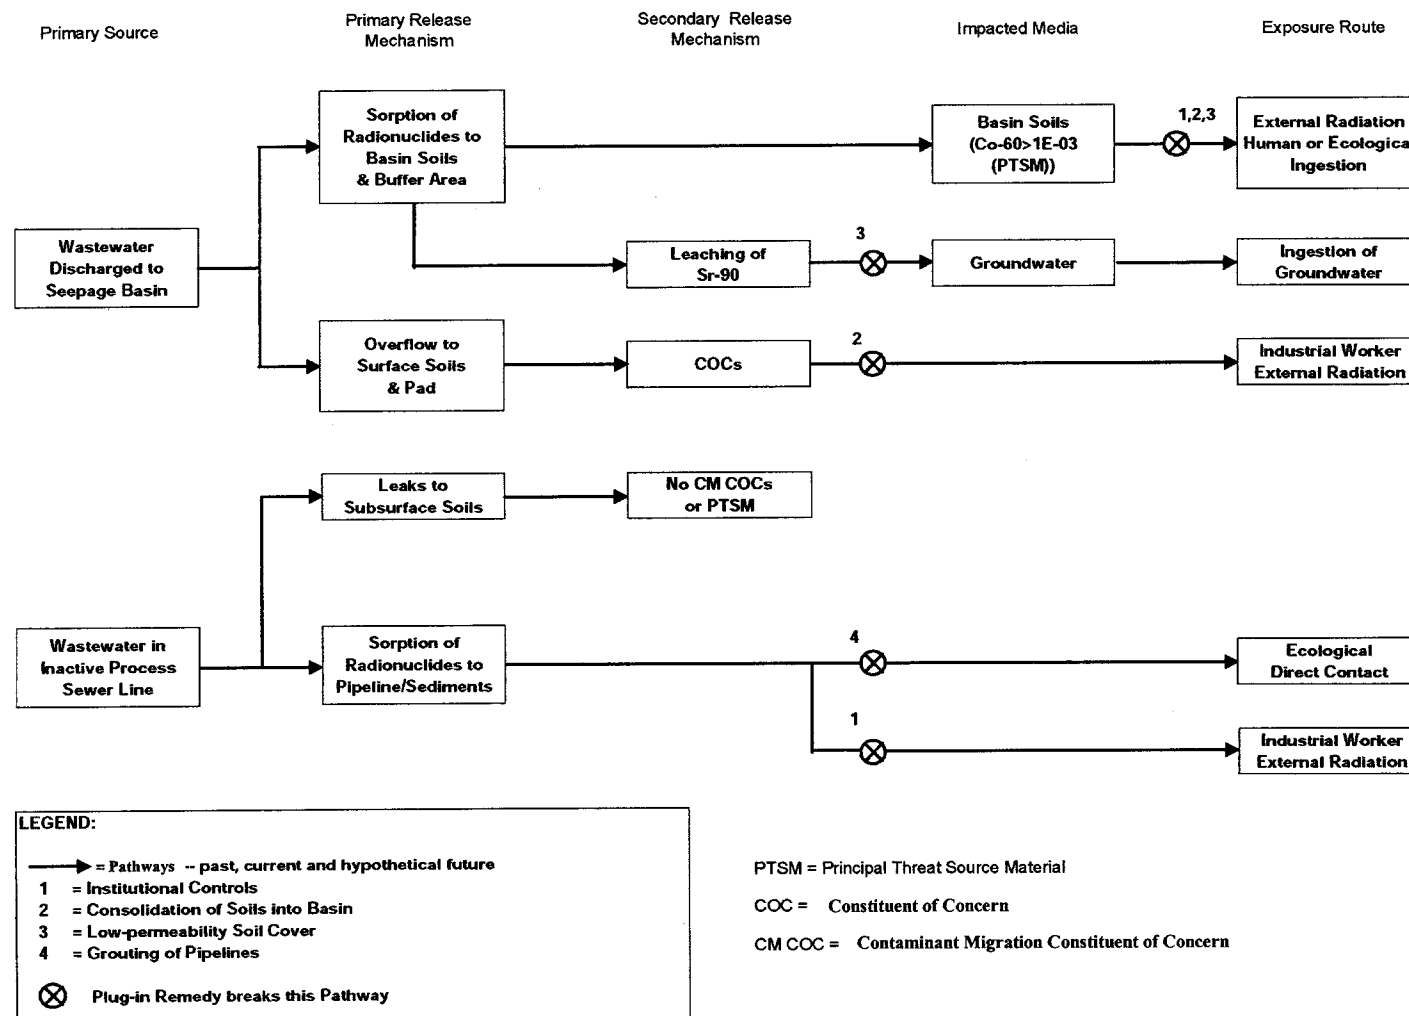 Primary Source
Primary Release
Mechanism
Secondary Release
Mechanism
Impacted Media
Exposure Route
Sorption of
Radionuclides to
Basin Soils
& Buffer Area
Basin Soils
(Co-60>1E-03
(PTSM))
1,2,3
External Radiation
Human or Ecological
Ingestion
Wastewater
Discharged to
Seepage Basin
Leaching of
Sr-90
3
Groundwater
Ingestion of
Groundwater
Overflow to
Surface Soils
& Pad
COCs
2
Industrial Worker
External Radiation
Leaks to
Subsurface Soils
No CM COCs
or PTSM
Wastewater in
Inactive Process
Sewer Line
Sorption of
Radionuclides to
Pipeline/Sediments
4
Ecological
Direct Contact
1
Industrial Worker
External Radiation
LEGEND:
= Pathways -- past, current and hypothetical future
1 = Institutional Controls
2 = Consolidation of Soils into Basin
3 = Low-permeability Soil Cover
4 = Grouting of Pipelines
Plug-in Remedy breaks this Pathway
PTSM = Principal Threat Source Material
COC = Constituent of Concern
CM COC = Contaminant Migration Constituent of Concern